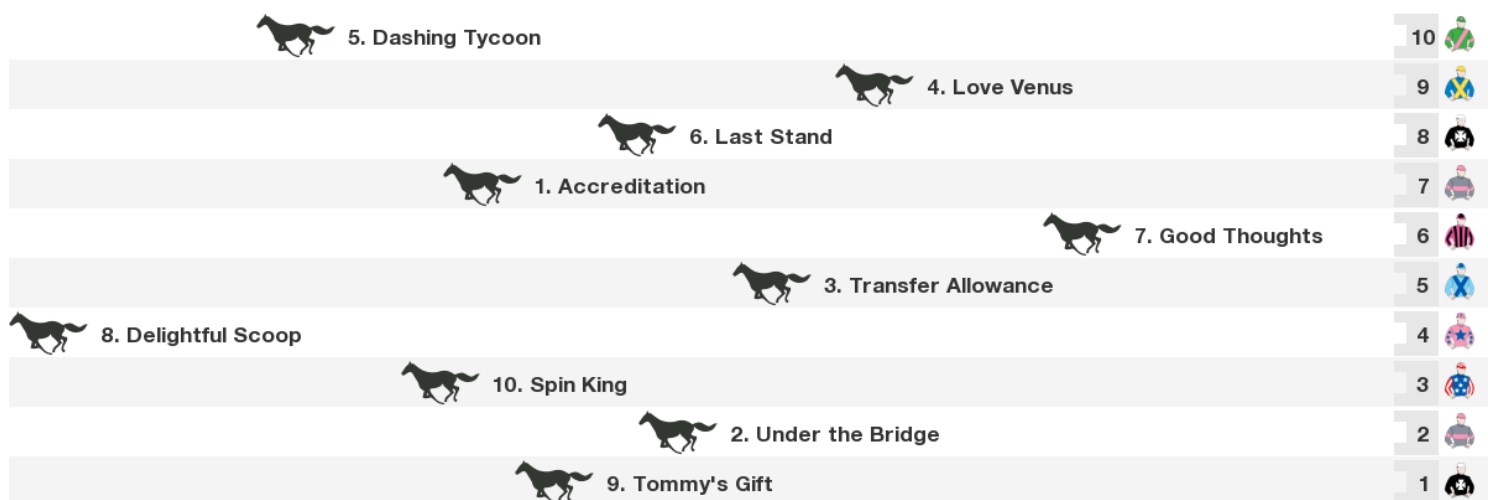 5. Dashing Tycoon 10
4. Love Venus 9
6. Last Stand 8
1. Accreditation 7
7. Good Thoughts 6
3. Transfer Allowance 5
8. Delightful Scoop 4
10. Spin King 3
2. Under the Bridge 2
9. Tommy's Gift 1